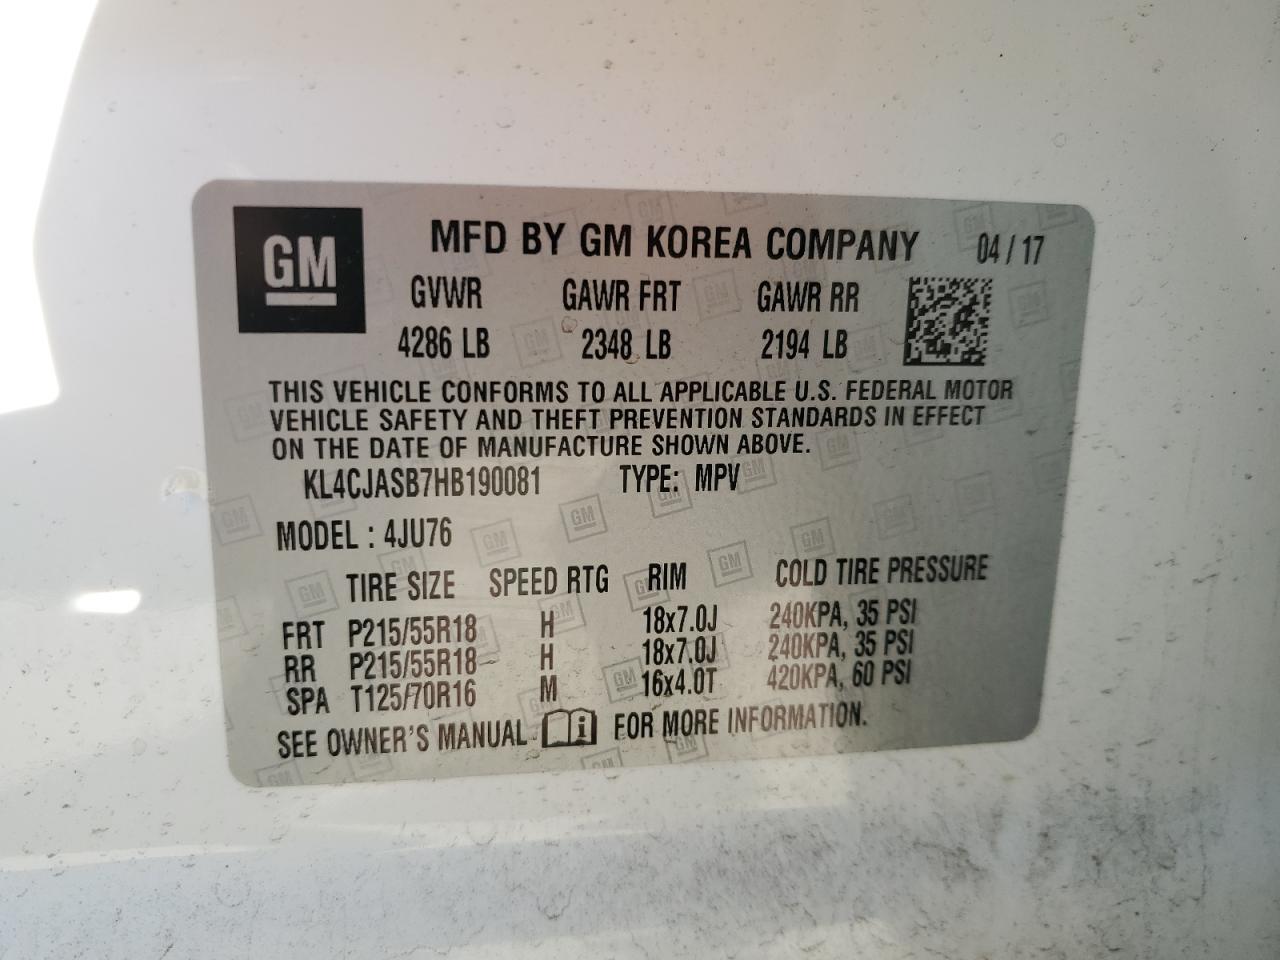 GM
MFD BY GM KOREA COMPANY 04/17
GVWR GAWR FRT GAWR RR
4286 LB 2348 LB 2194 LB
THIS VEHICLE CONFORMS TO ALL APPLICABLE U.S. FEDERAL MOTOR
VEHICLE SAFETY AND THEFT PREVENTION STANDARDS IN EFFECT
ON THE DATE OF MANUFACTURE SHOWN ABOVE.
KL4CJASB7HB190081 TYPE: MPV
MODEL : 4JU76
TIRE SIZE SPEED RTG RIM COLD TIRE PRESSURE
FRT P215/55R18 H 18x7.0J 240KPA, 35 PSI
RR P215/55R18 H 18x7.0J 240KPA, 35 PSI
SPA T125/70R16 M 16x4.0T 420KPA, 60 PSI
SEE OWNER'S MANUAL i FOR MORE INFORMATION.